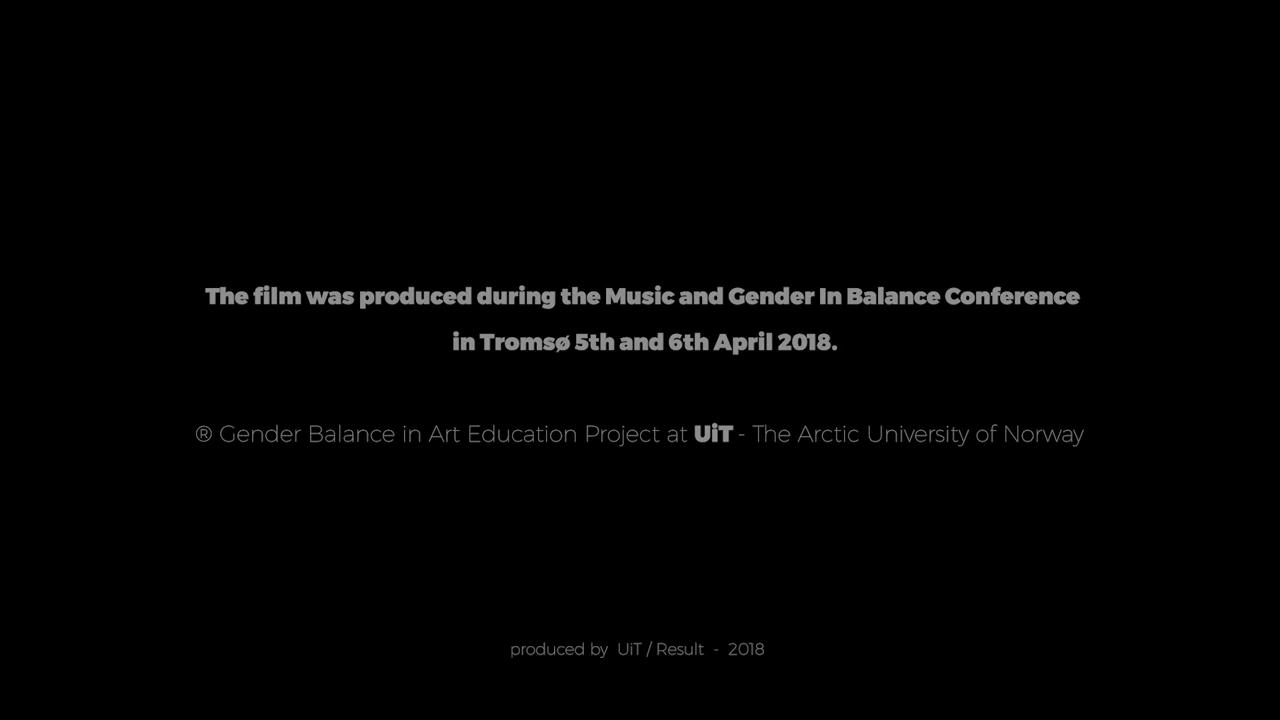 The film was produced during the Music and Gender In Balance Conference
in Tromsø 5th and 6th April 2018.
® Gender Balance in Art Education Project at UiT - The Arctic University of Norway
produced by UiT / Result - 2018